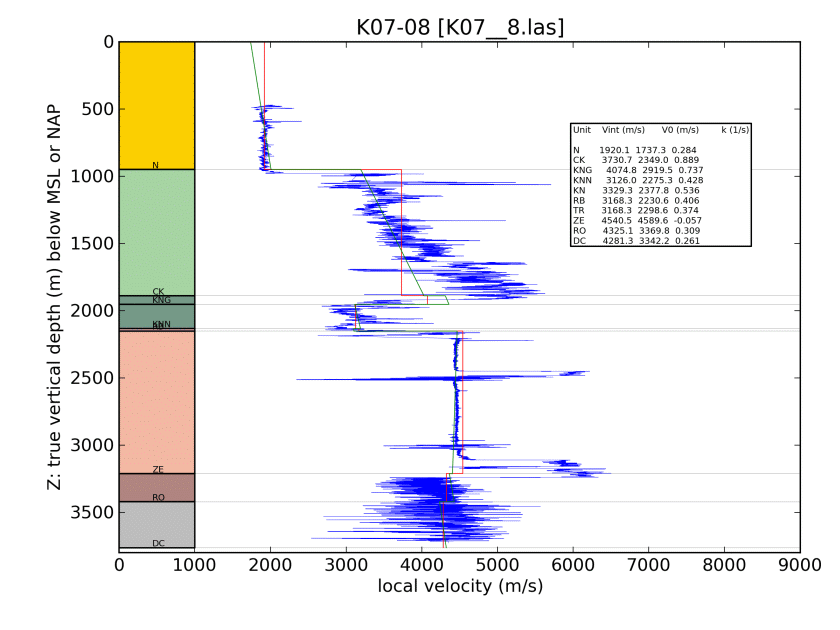 K07-08 [K07__8.las]
0
500
1000
1500
2000
2500
3000
3500
Z: true vertical depth (m) below MSL or NAP
N
CK
KNG
KNN
ZE
RO
DC
Unit Vint (m/s) V0 (m/s) k (1/s)
N 1920.1 1737.3 0.284
CK 3730.7 2349.0 0.889
KNG 4074.8 2919.5 0.737
KNN 3126.0 2275.3 0.428
KN 3329.3 2377.8 0.536
RB 3168.3 2230.6 0.406
TR 3168.3 2298.6 0.374
ZE 4540.5 4589.6 -0.057
RO 4325.1 3369.8 0.309
DC 4281.3 3342.2 0.261
0 1000 2000 3000 4000 5000 6000 7000 8000 9000
local velocity (m/s)